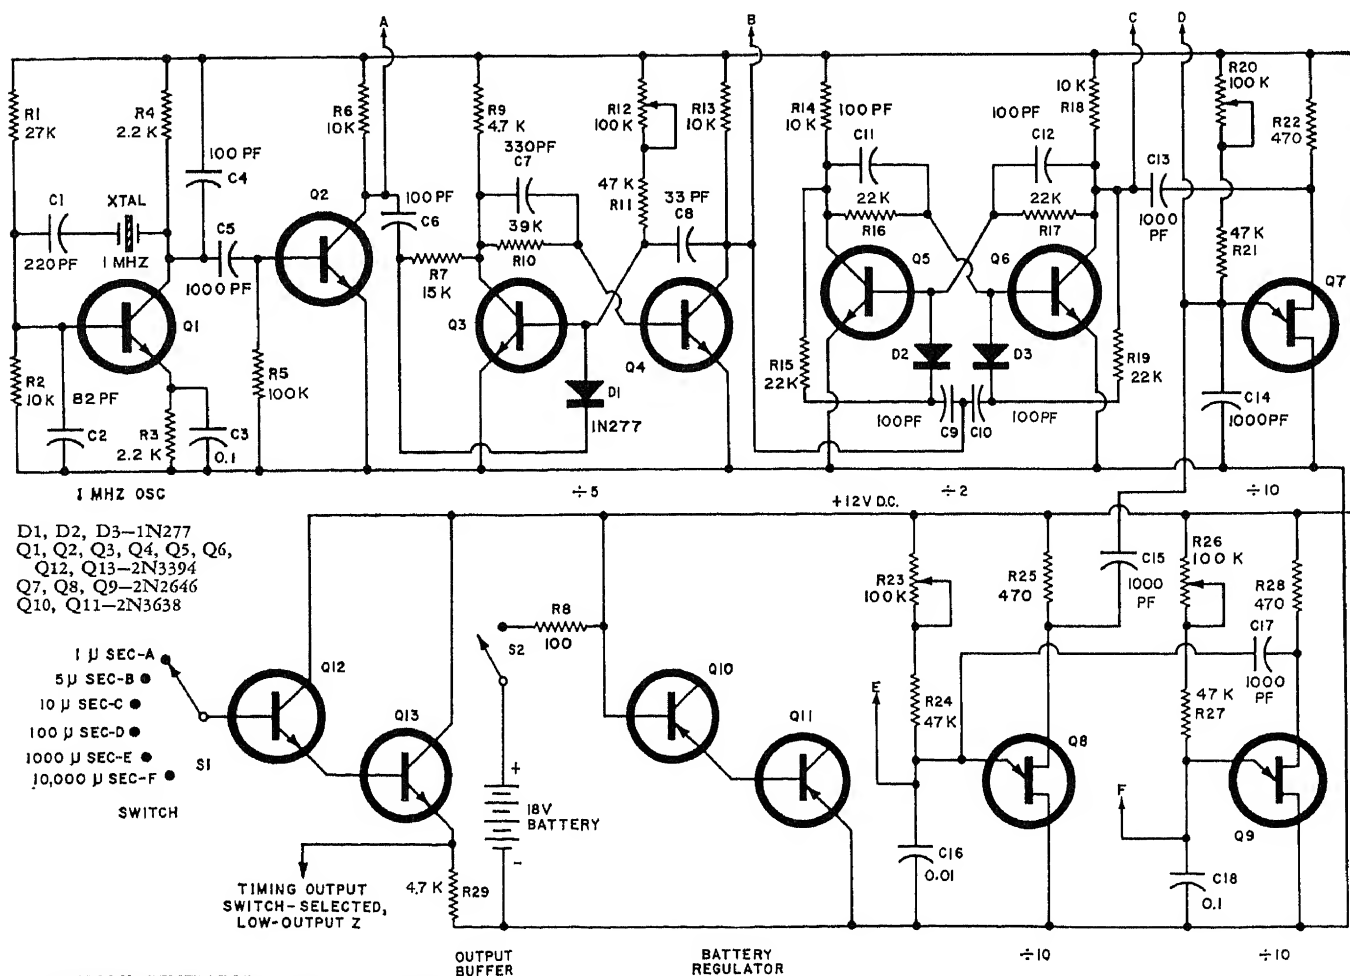 A
B
C
D
R1
27K
R4
2.2 K
100 PF
C4
R6
10K
R9
4.7 K
330PF
C7
R12
100K
R13
10K
R14
10K
100 PF
C11
100 PF
C12
10 K
R18
R20
100 K
R22
470
C1
220PF
XTAL
1 MHZ
C5
1000 PF
Q2
100 PF
C6
R7
15 K
39K
R10
47 K
R11
33 PF
C8
22K
R16
22K
R17
C13
1000
PF
47 K
R21
Q7
Q1
Q3
Q4
Q5
Q6
R2
10K
82 PF
C2
R3
2.2 K
C3
0.1
R5
100K
D1
1N277
R15
22K
D2
D3
100PF
C9
C10
100PF
R19
22K
C14
1000PF
1 MHZ OSC
÷5
÷2
÷10
+12V D.C.
D1, D2, D3—1N277
Q1, Q2, Q3, Q4, Q5, Q6,
Q12, Q13—2N3394
Q7, Q8, Q9—2N2646
Q10, Q11—2N3638
1 µ SEC-A
5 µ SEC-B
10 µ SEC-C
100 µ SEC-D
1000 µ SEC-E
10,000 µ SEC-F
S1
SWITCH
Q12
Q13
S2
R8
100
+
18V
BATTERY
-
Q10
Q11
R23
100K
R25
470
C15
1000
PF
R26
100 K
R28
470
C17
1000
PF
E
R24
47K
Q8
47 K
R27
F
Q9
C16
0.01
C18
0.1
TIMING OUTPUT
SWITCH-SELECTED,
LOW-OUTPUT Z
4.7 K
R29
OUTPUT
BUFFER
BATTERY
REGULATOR
÷10
÷10